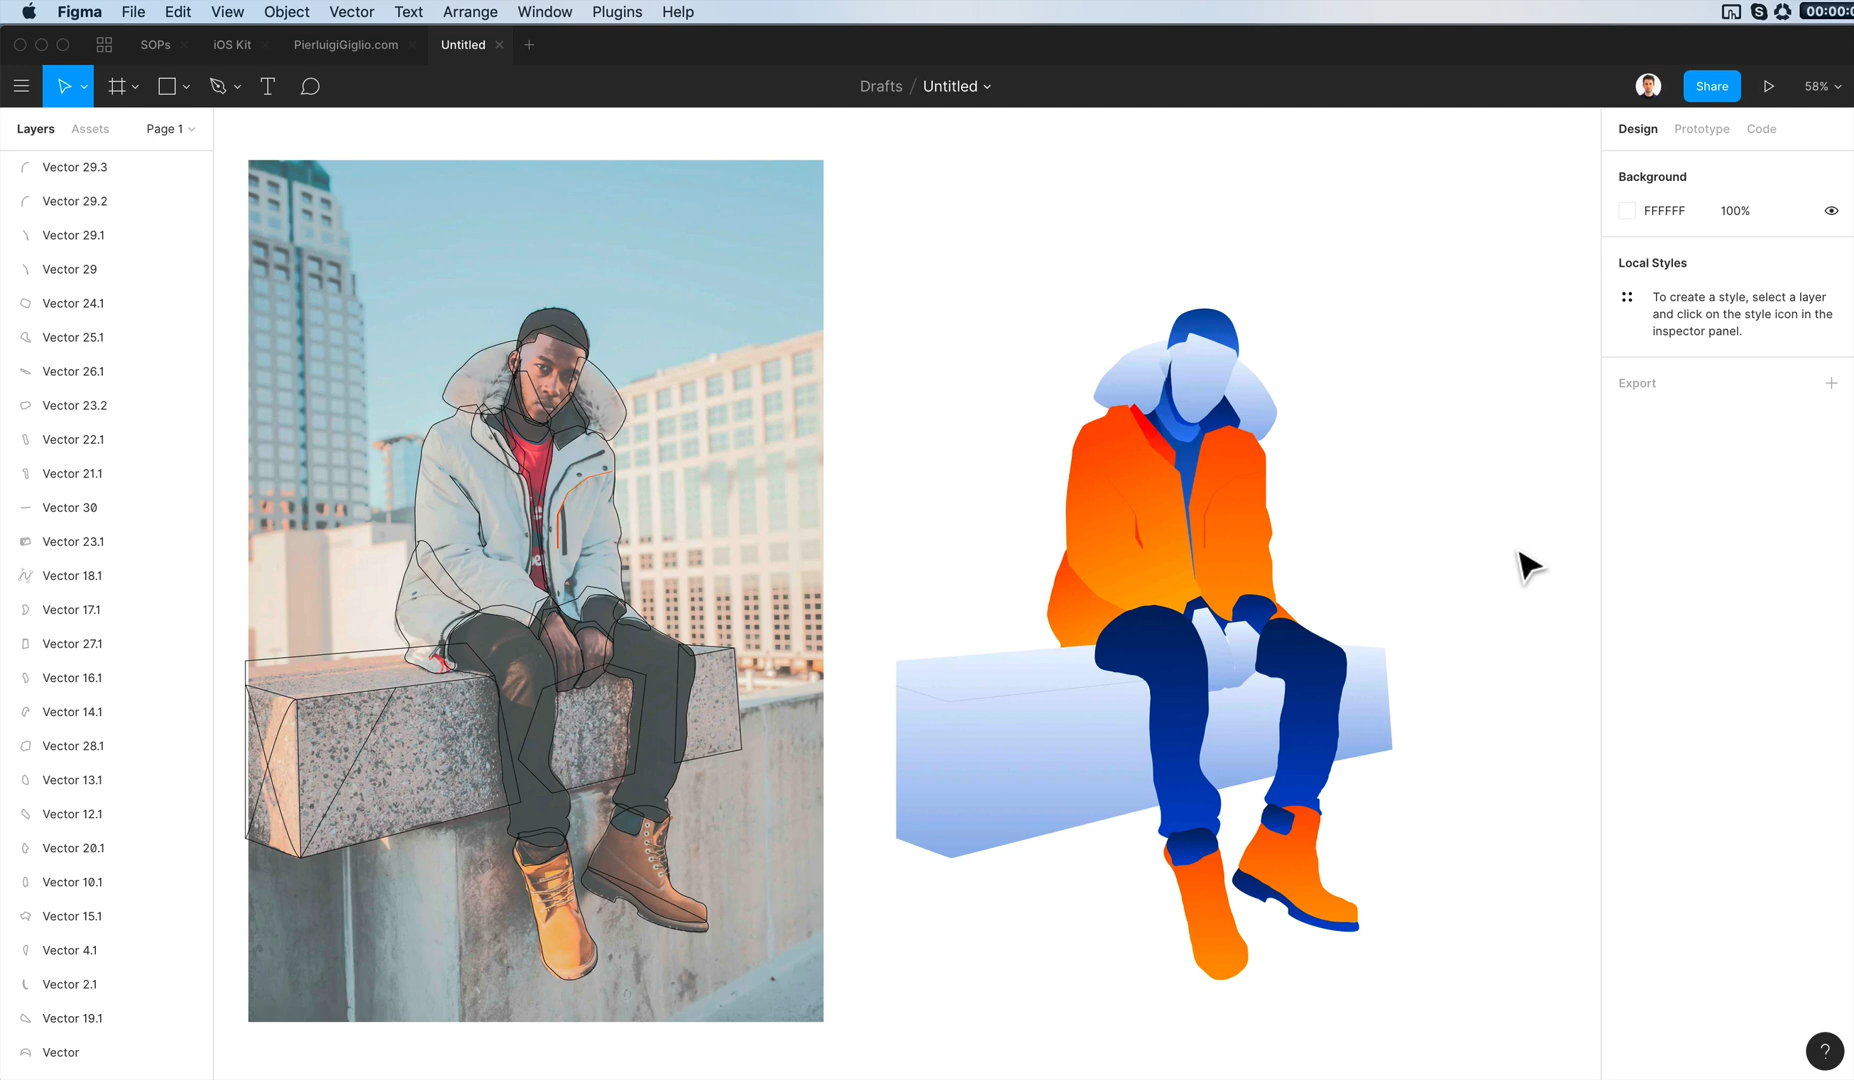 Figma File Edit View Object Vector Text Arrange Window Plugins Help
SOPs iOS Kit PierluigiGiglio.com Untitled
Drafts / Untitled
Share
58%
Layers Assets Page 1
Design Prototype Code
Vector 29.3
Vector 29.2
Vector 29.1
Vector 29
Vector 24.1
Vector 25.1
Vector 26.1
Vector 23.2
Vector 22.1
Vector 21.1
Vector 30
Vector 23.1
Vector 18.1
Vector 17.1
Vector 27.1
Vector 16.1
Vector 14.1
Vector 28.1
Vector 13.1
Vector 12.1
Vector 20.1
Vector 10.1
Vector 15.1
Vector 4.1
Vector 2.1
Vector 19.1
Vector
Background
FFFFFF 100%
Local Styles
To create a style, select a layer
and click on the style icon in the
inspector panel.
Export
?